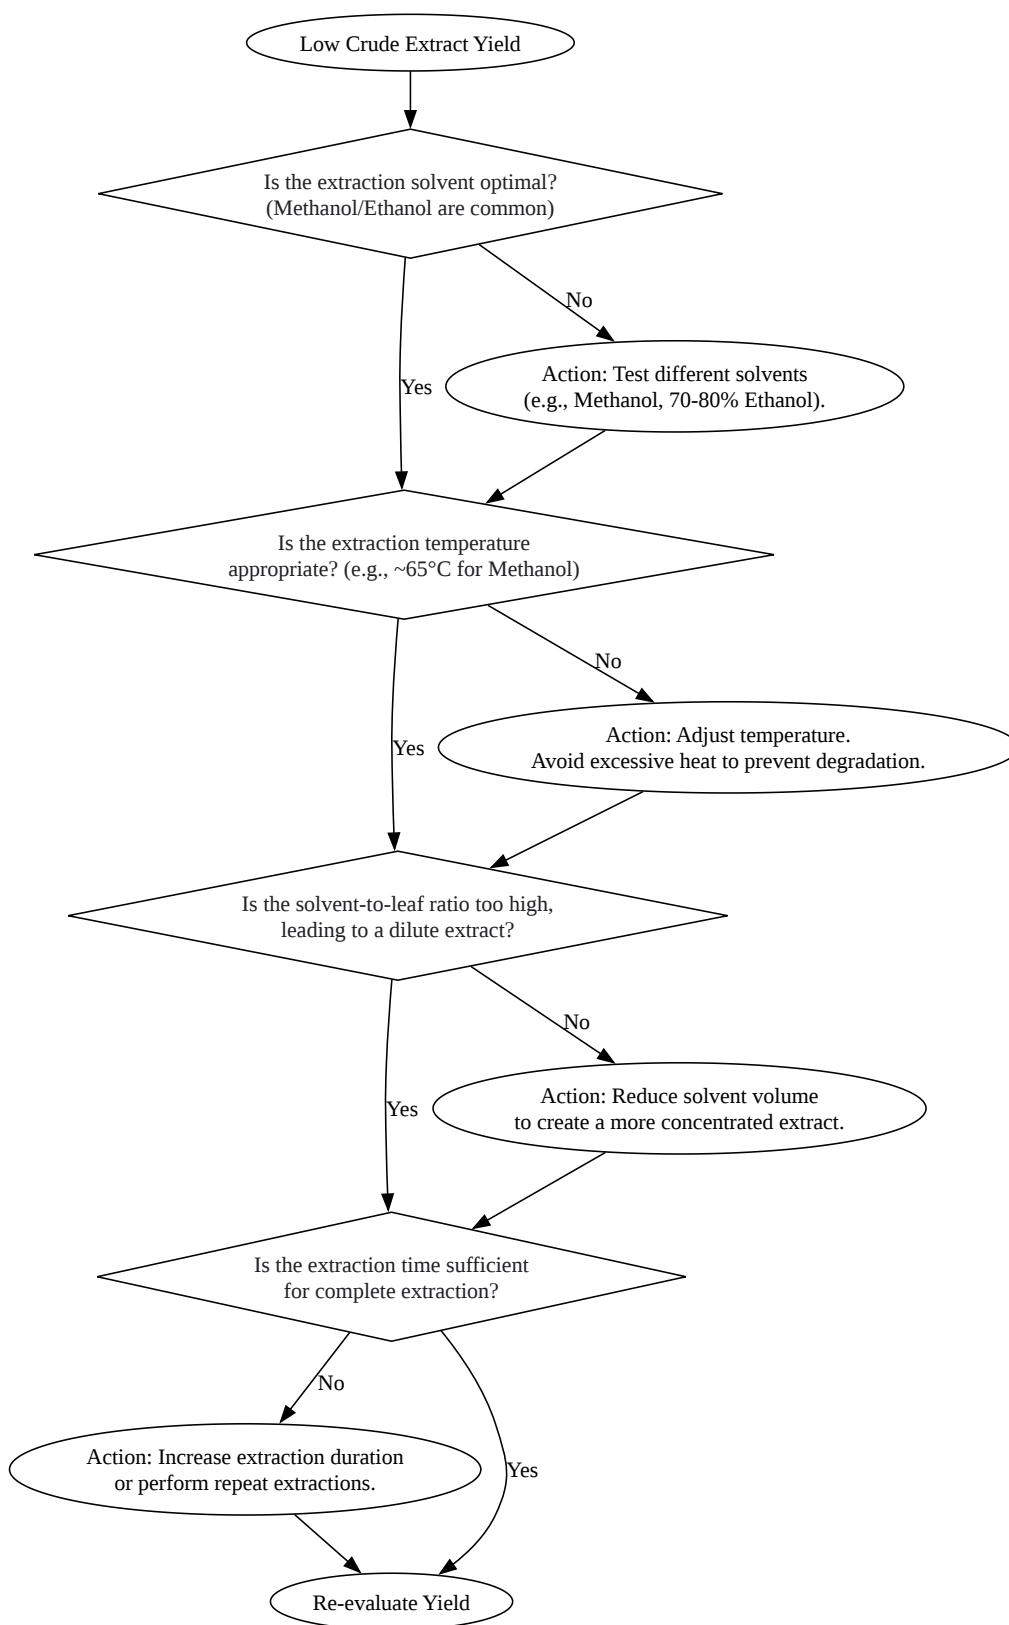 Low Crude Extract Yield
Is the extraction solvent optimal?
(Methanol/Ethanol are common)
No
Action: Test different solvents
(e.g., Methanol, 70-80% Ethanol).
Yes
Is the extraction temperature
appropriate? (e.g., ~65°C for Methanol)
No
Action: Adjust temperature.
Avoid excessive heat to prevent degradation.
Yes
Is the solvent-to-leaf ratio too high,
leading to a dilute extract?
No
Action: Reduce solvent volume
to create a more concentrated extract.
Yes
Is the extraction time sufficient
for complete extraction?
No
Action: Increase extraction duration
or perform repeat extractions.
Yes
Re-evaluate Yield